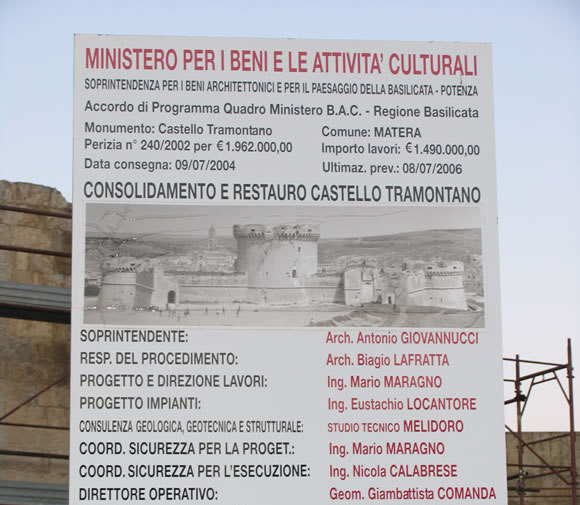 MINISTERO PER I BENI E LE ATTIVITA' CULTURALI
SOPRINTENDENZA PER I BENI ARCHITETTONICI E PER IL PAESAGGIO DELLA BASILICATA - POTENZA
Accordo di Programma Quadro Ministero B.A.C. - Regione Basilicata
Monumento: Castello Tramontano Comune: MATERA
Perizia n° 240/2002 per € 1.962.000,00 Importo lavori: € 1.490.000,00
Data consegna: 09/07/2004 Ultimaz. prev.: 08/07/2006
CONSOLIDAMENTO E RESTAURO CASTELLO TRAMONTANO
SOPRINTENDENTE: Arch. Antonio GIOVANNUCCI
RESP. DEL PROCEDIMENTO: Arch. Biagio LAFRATTA
PROGETTO E DIREZIONE LAVORI: Ing. Mario MARAGNO
PROGETTO IMPIANTI: Ing. Eustachio LOCANTORE
CONSULENZA GEOLOGICA, GEOTECNICA E STRUTTURALE: STUDIO TECNICO MELIDORO
COORD. SICUREZZA PER LA PROGET.: Ing. Mario MARAGNO
COORD. SICUREZZA PER L'ESECUZIONE: Ing. Nicola CALABRESE
DIRETTORE OPERATIVO: Geom. Giambattista COMANDA